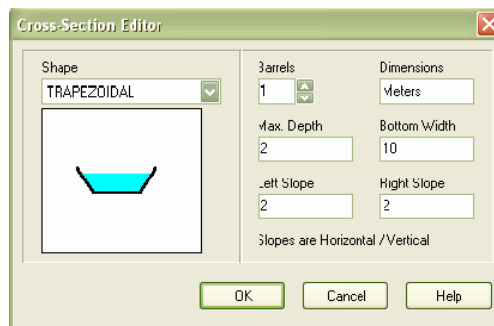 Cross-Section Editor
Shape
Barrels
Dimensions
TRAPEZOIDAL
1
Meters
Max. Depth
Bottom Width
2
10
Left Slope
Right Slope
2
2
Slopes are Horizontal / Vertical
OK
Cancel
Help